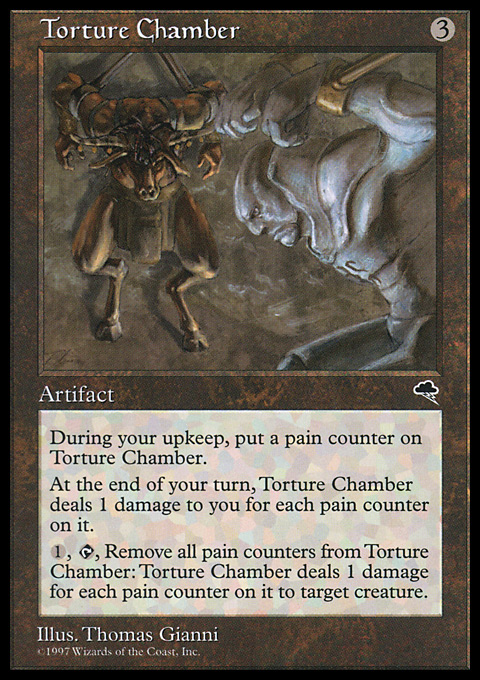 Torture Chamber 3
Artifact
During your upkeep, put a pain counter on
Torture Chamber.
At the end of your turn, Torture Chamber
deals 1 damage to you for each pain counter
on it.
1, , Remove all pain counters from Torture
Chamber: Torture Chamber deals 1 damage
for each pain counter on it to target creature.
Illus. Thomas Gianni
©1997 Wizards of the Coast, Inc.